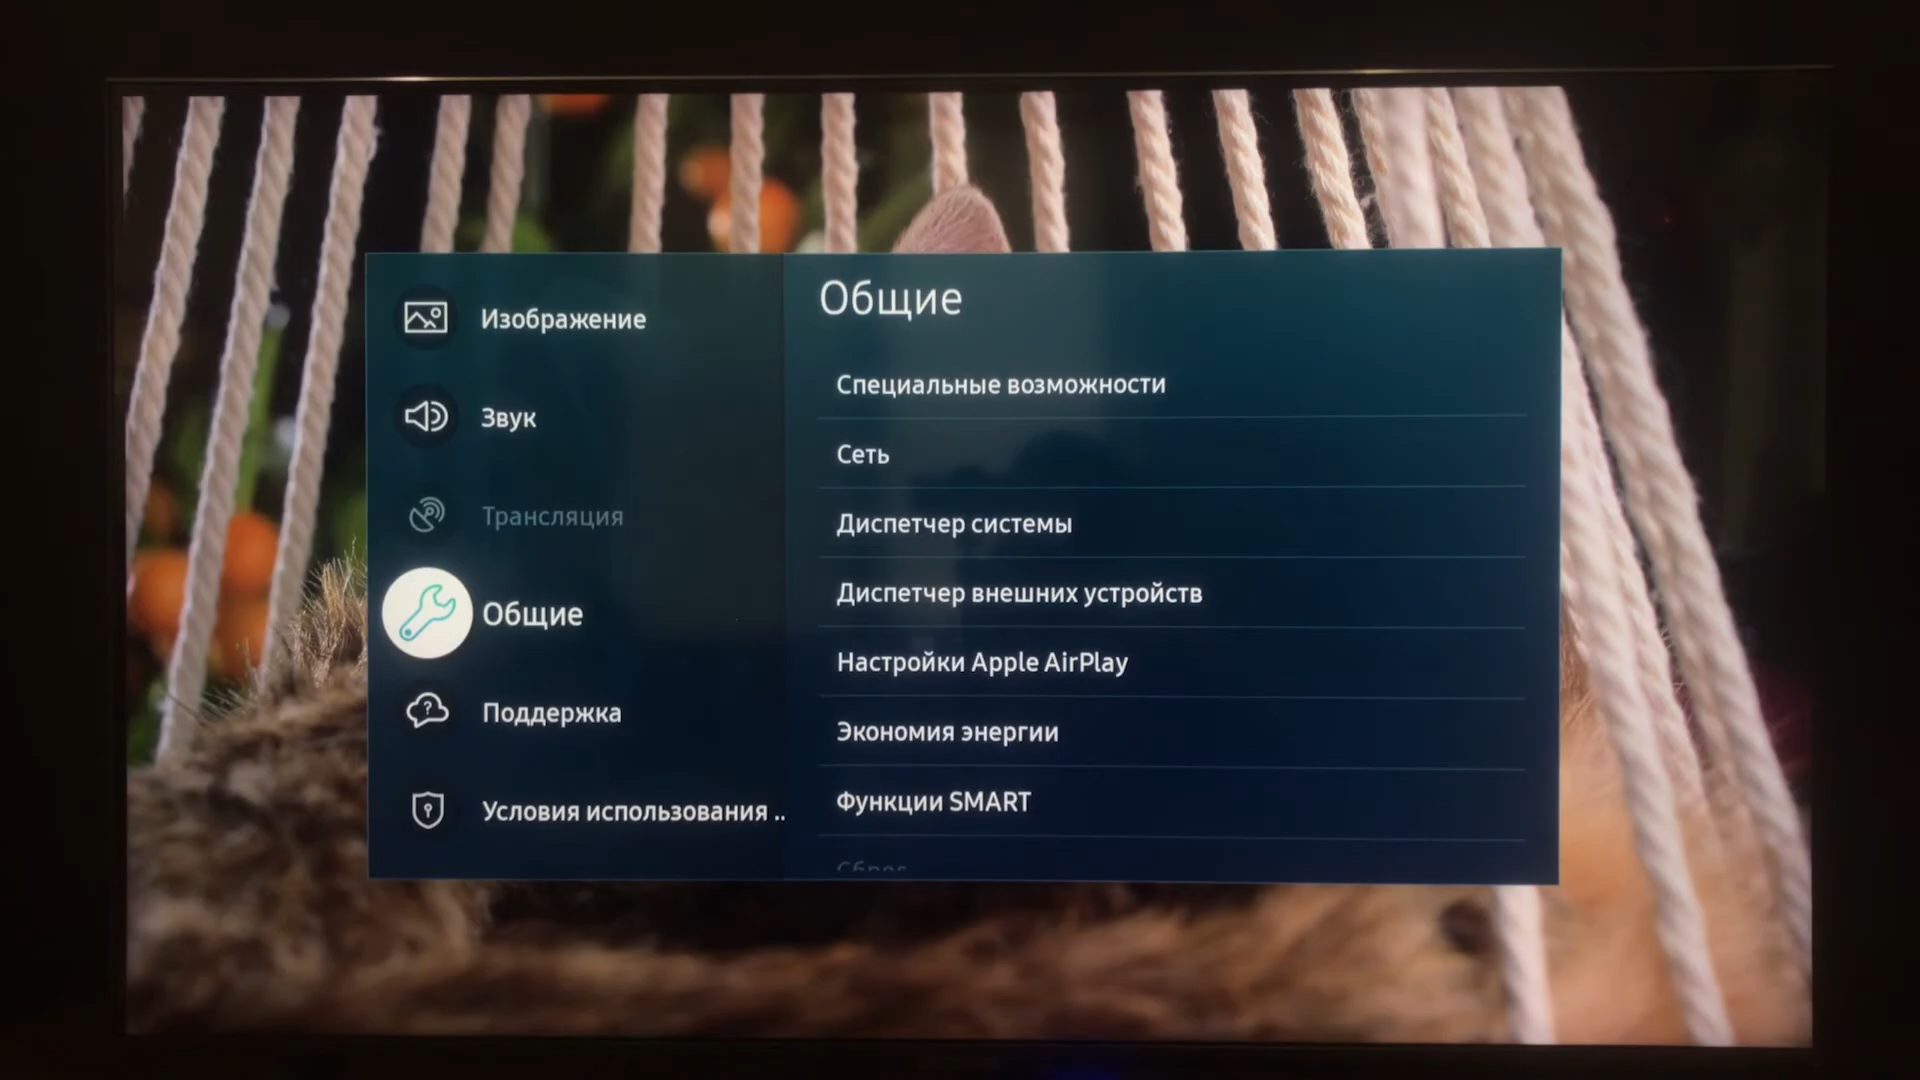 Изображение
Звук
Трансляция
Общие
Поддержка
Условия использования ..
Общие
Специальные возможности
Сеть
Диспетчер системы
Диспетчер внешних устройств
Настройки Apple AirPlay
Экономия энергии
Функции SMART
Сброс